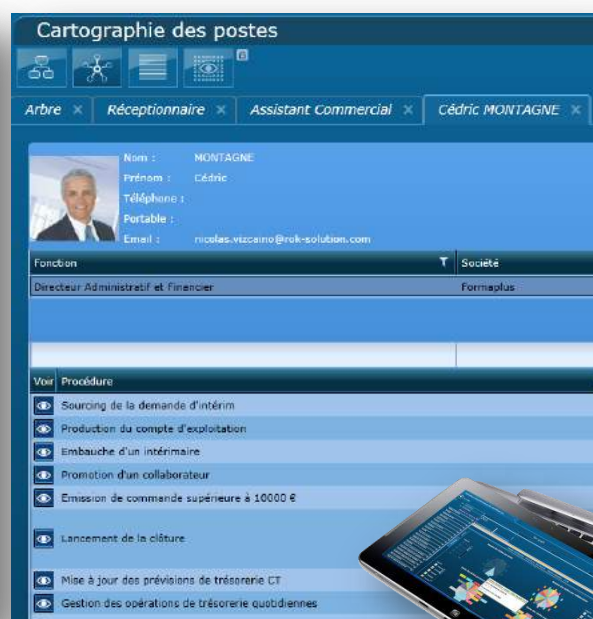 Cartographie des postes
Arbre × Réceptionnaire × Assistant Commercial × Cédric MONTAGNE ×
Nom : MONTAGNE
Prénom : Cédric
Téléphone :
Portable :
Email : nicolas.vizcaino@rok-solution.com
Fonction Société
Directeur Administratif et Financier Formaplus
Voir Procédure
Sourcing de la demande d'intérim
Production du compte d'exploitation
Embauche d'un intérimaire
Promotion d'un collaborateur
Emission de commande supérieure à 10000 €
Lancement de la clôture
Mise à jour des prévisions de trésorerie CT
Gestion des opérations de trésorerie quotidiennes